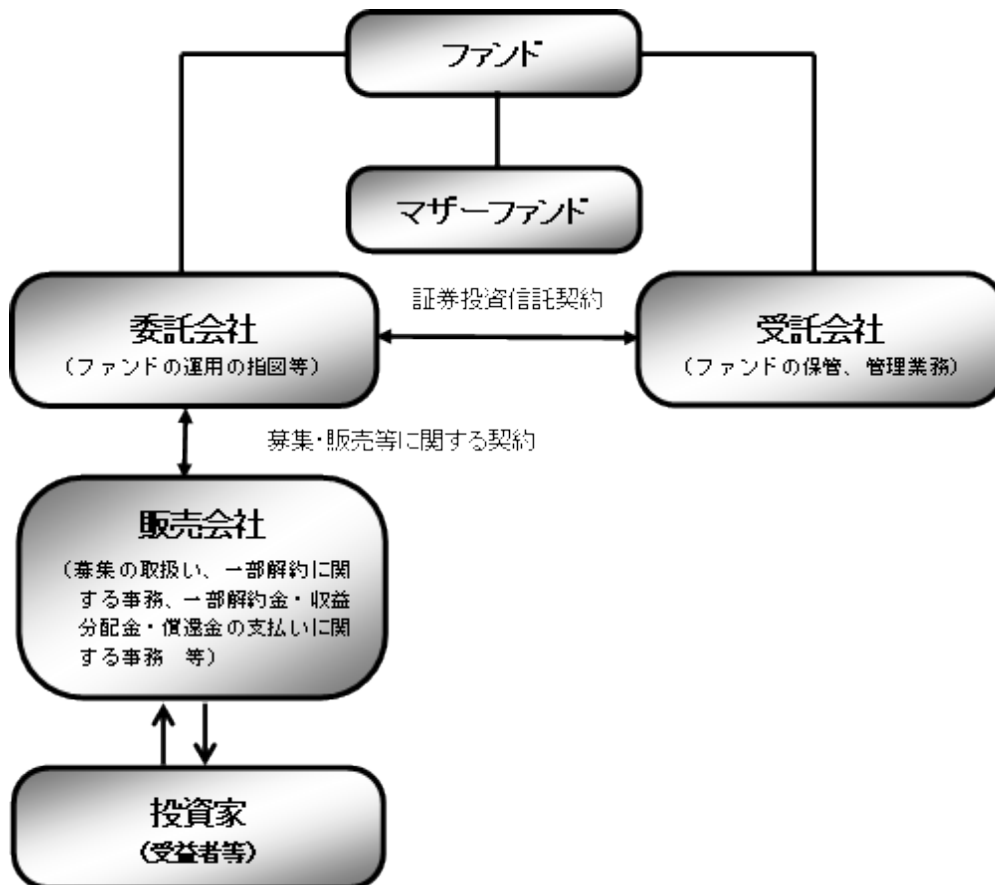 ファンド
マザーファンド
証券投資信託契約
委託会社
（ファンドの運用の指図等）
受託会社
（ファンドの保管、管理業務）
募集・販売等に関する契約
販売会社
（募集の取扱い、一部解約に関
する事務、一部解約金・収益
分配金・償還金の支払いに関
する事務　等）
投資家
（受益者等）